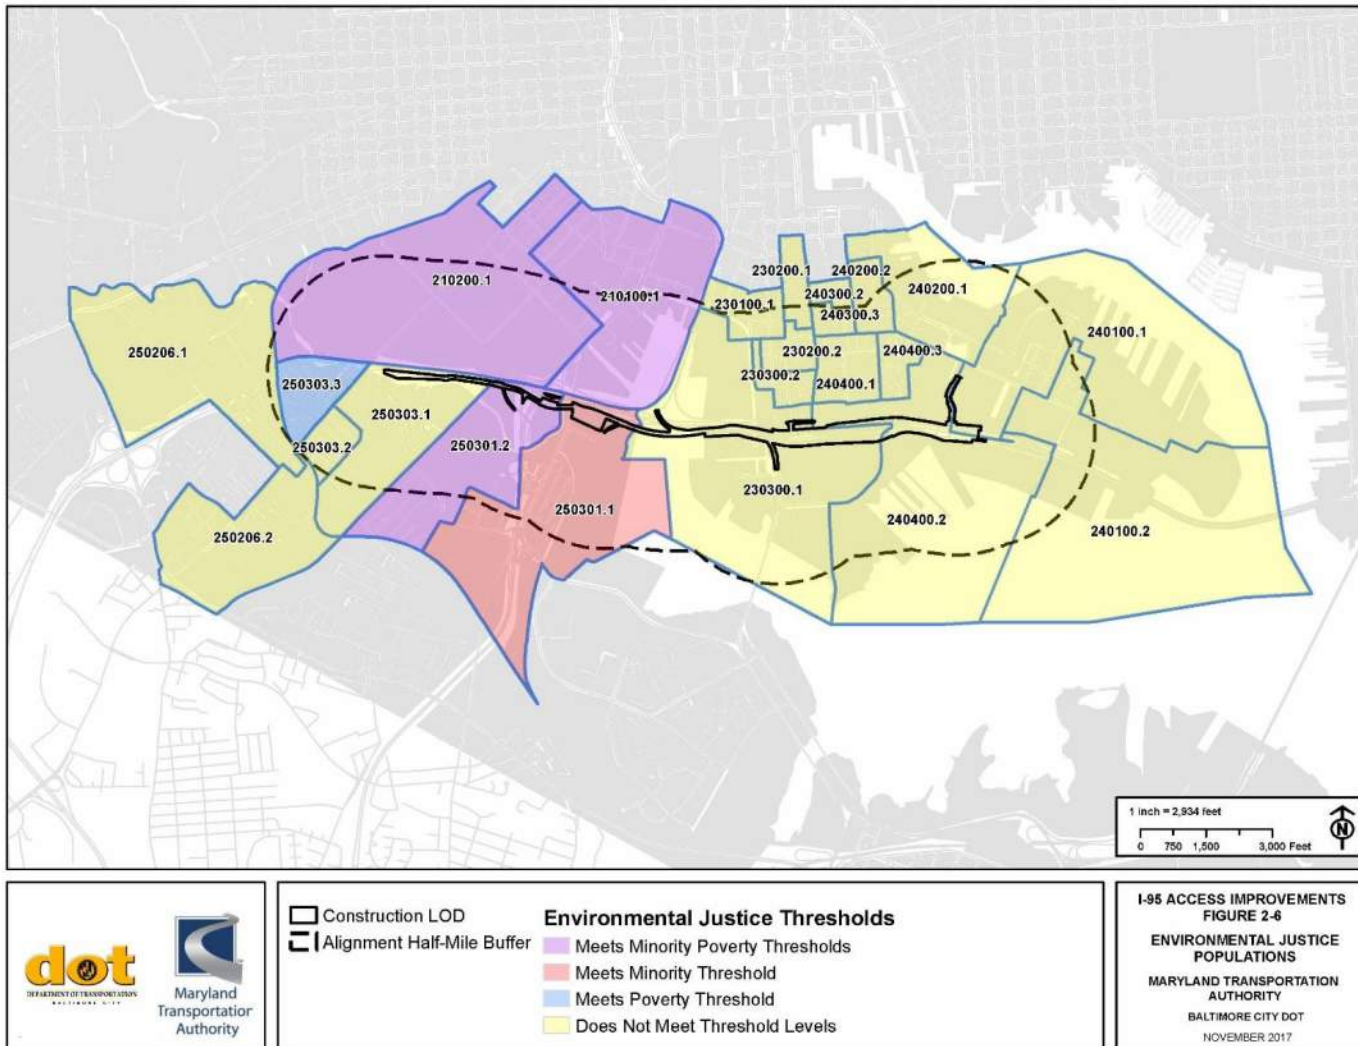 230200.1
240200.2
210200.1
240200.1
240300.2
210100.1
230100.1
240300.3
240100.1
250206.1
230200.2
240400.3
250303.3
230300.2
240400.1
250303.1
250303.2
250301.2
230300.1
250301.1
240400.2
240100.2
250206.2
1 inch = 2,934 feet
0 750 1,500 3,000 Feet
N
dot
DEPARTMENT OF TRANSPORTATION
BALTIMORE CITY
Maryland
Transportation
Authority
Construction LOD
Alignment Half-Mile Buffer
Environmental Justice Thresholds
Meets Minority Poverty Thresholds
Meets Minority Threshold
Meets Poverty Threshold
Does Not Meet Threshold Levels
I-95 ACCESS IMPROVEMENTS
FIGURE 2-6
ENVIRONMENTAL JUSTICE
POPULATIONS
MARYLAND TRANSPORTATION
AUTHORITY
BALTIMORE CITY DOT
NOVEMBER 2017